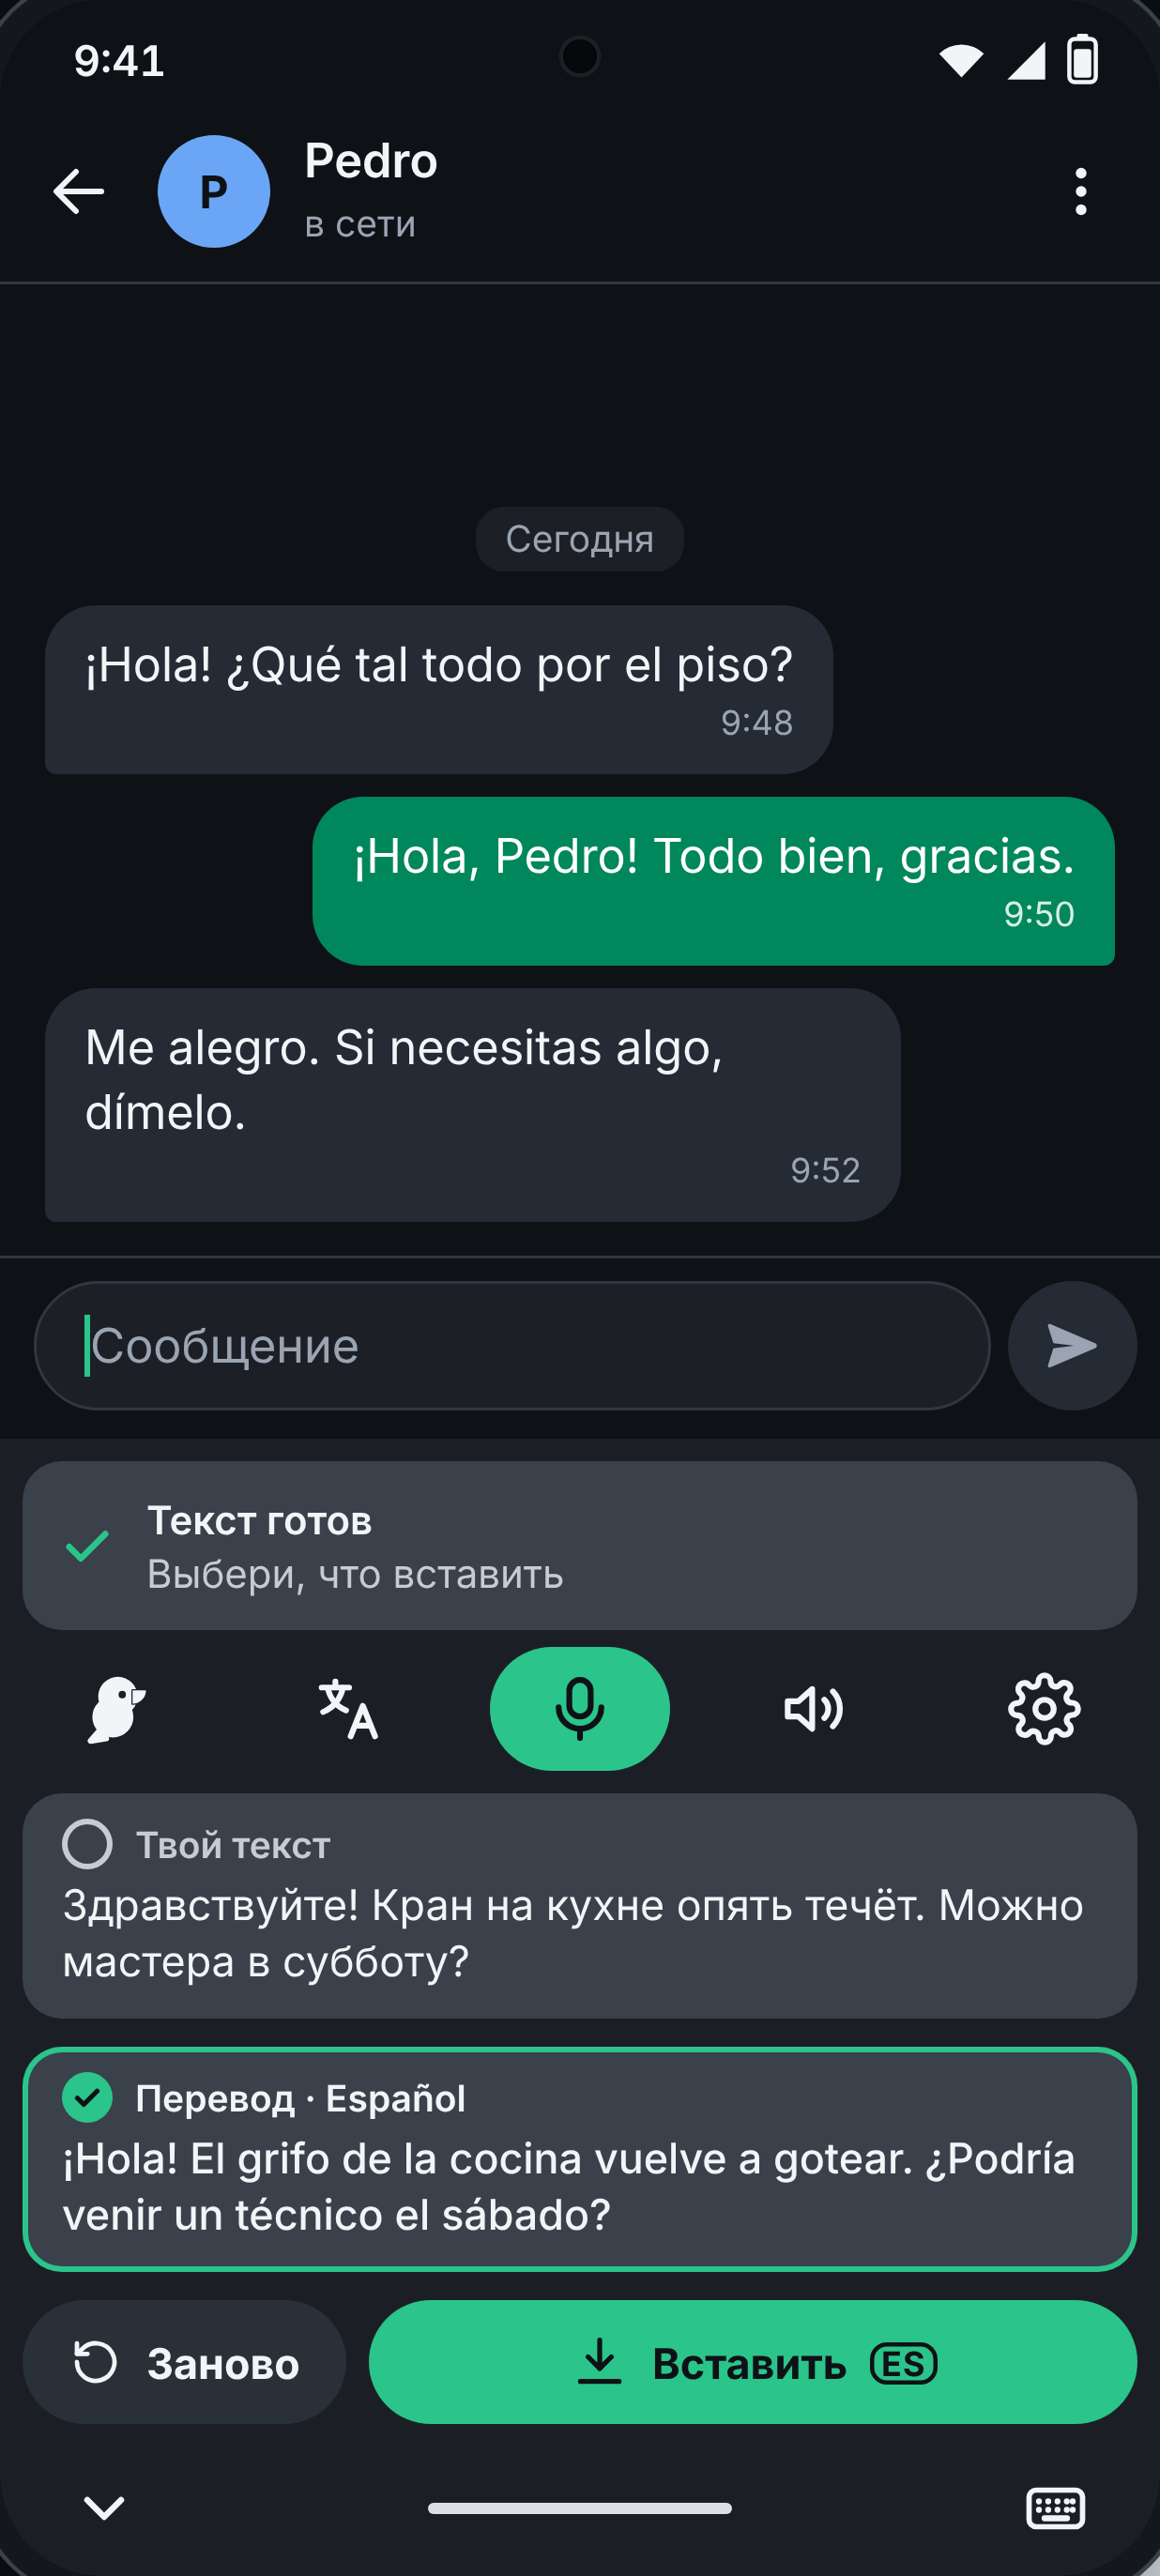 9:41
P
Pedro
в сети
Сегодня
¡Hola! ¿Qué tal todo por el piso?
9:48
¡Hola, Pedro! Todo bien, gracias.
9:50
Me alegro. Si necesitas algo,
dímelo.
9:52
Сообщение
Текст готов
Выбери, что вставить
Твой текст
Здравствуйте! Кран на кухне опять течёт. Можно
мастера в субботу?
Перевод · Español
¡Hola! El grifo de la cocina vuelve a gotear. ¿Podría
venir un técnico el sábado?
Заново
Вставить ES